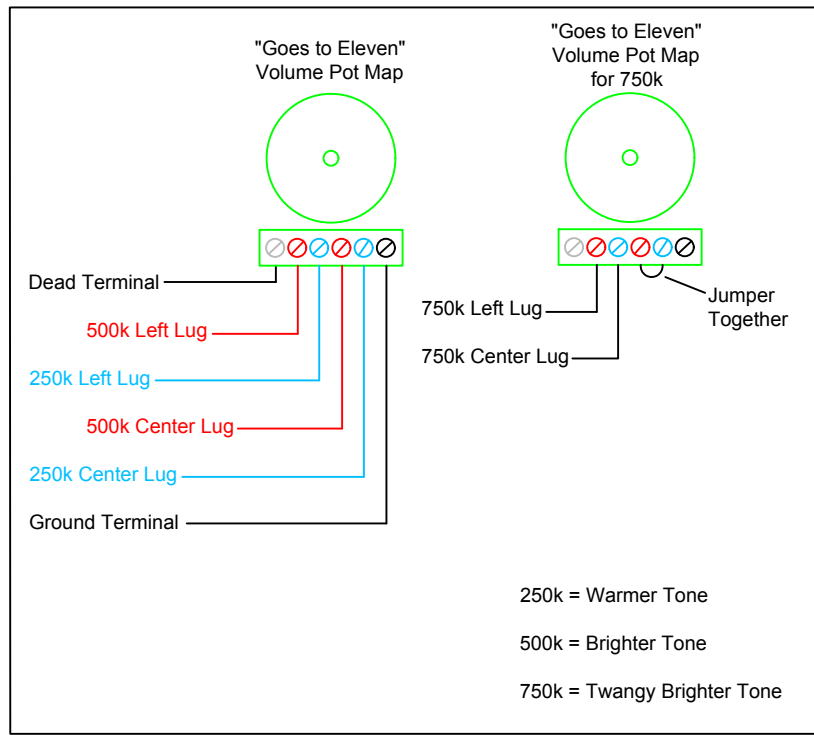 "Goes to Eleven"
Volume Pot Map
Dead Terminal
500k Left Lug
250k Left Lug
500k Center Lug
250k Center Lug
Ground Terminal
"Goes to Eleven"
Volume Pot Map
for 750k
750k Left Lug
750k Center Lug
Jumper
Together
250k = Warmer Tone
500k = Brighter Tone
750k = Twangy Brighter Tone